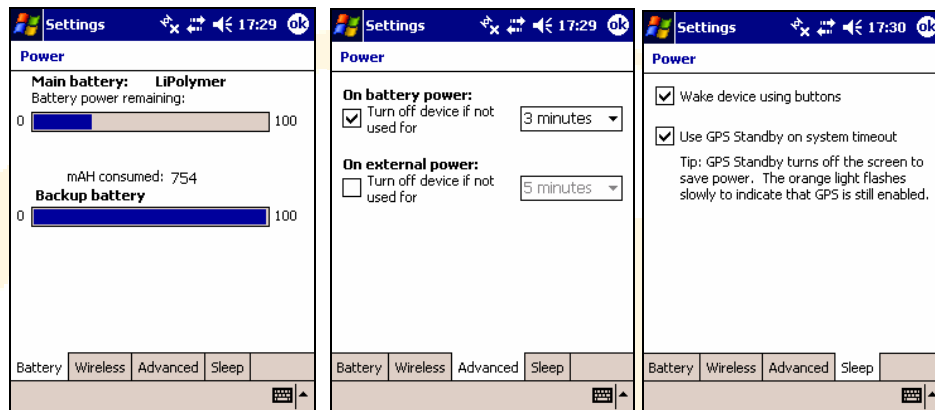 Settings 17:29 ok
Power
Main battery: LiPolymer
Battery power remaining:
0 100
mAH consumed: 754
Backup battery
0 100
Battery Wireless Advanced Sleep
Settings 17:29 ok
Power
On battery power:
Turn off device if not
used for
3 minutes
On external power:
Turn off device if not
used for
5 minutes
Battery Wireless Advanced Sleep
Settings 17:30 ok
Power
Wake device using buttons
Use GPS Standby on system timeout
Tip: GPS Standby turns off the screen to
save power. The orange light flashes
slowly to indicate that GPS is still enabled.
Battery Wireless Advanced Sleep